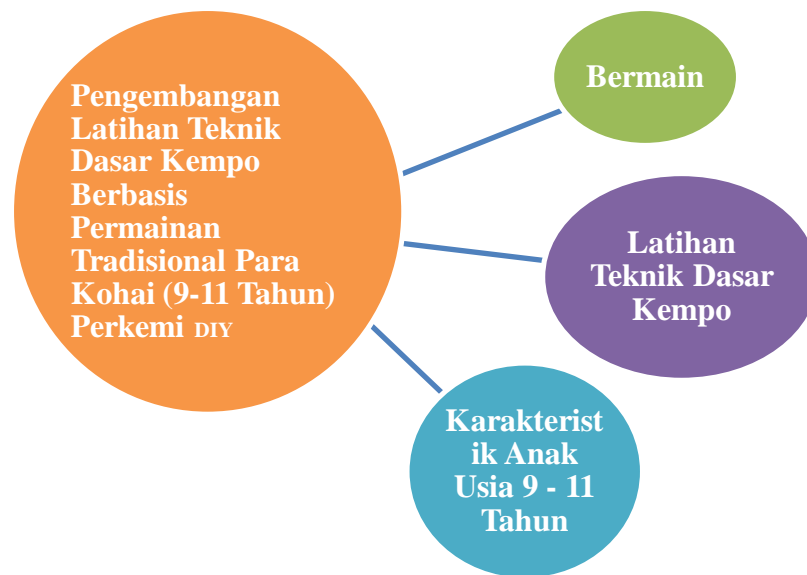 Pengembangan
Latihan Teknik
Dasar Kempo
Berbasis
Permainan
Tradisional Para
Kohai (9-11 Tahun)
Perkemi DIY
Bermain
Latihan
Teknik Dasar
Kempo
Karakterist
ik Anak
Usia 9 - 11
Tahun